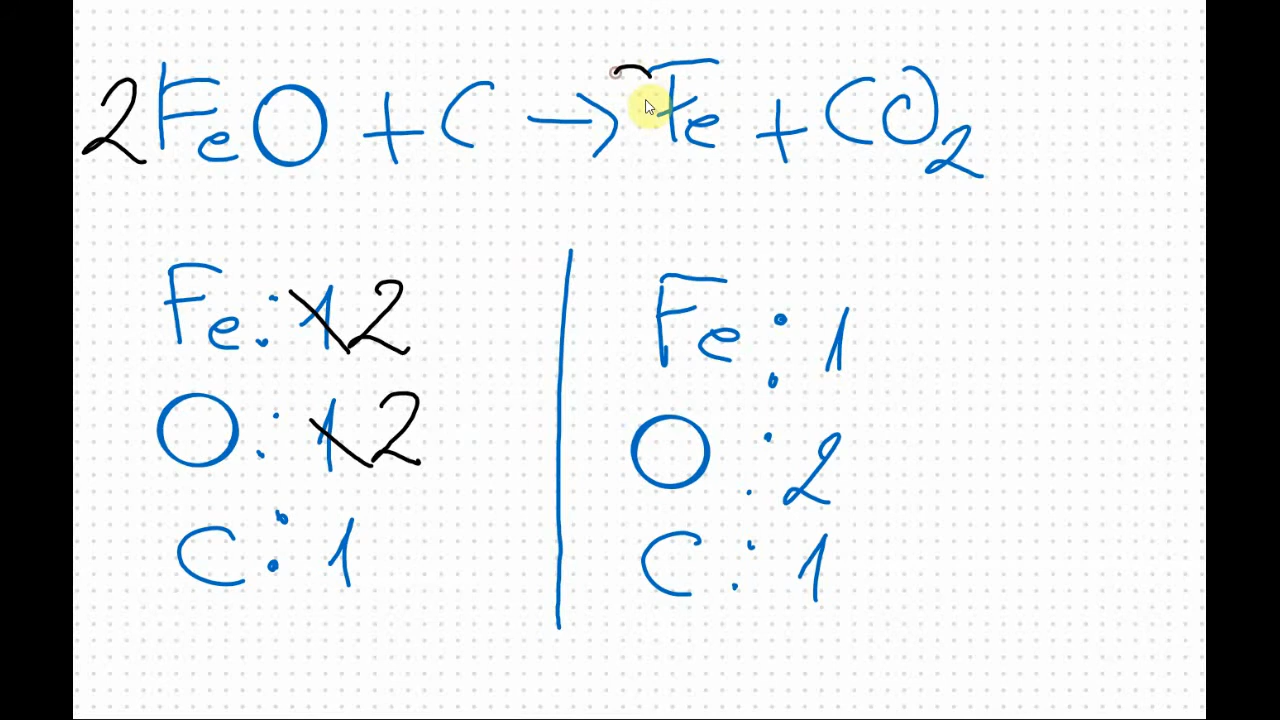 2FeO + C → Fe + CO₂
Fe: 1 2
O: 1 2
C: 1
Fe: 1
O: 2
C: 1